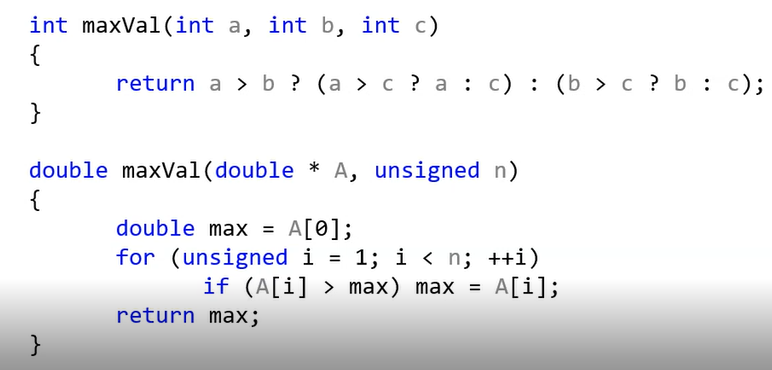 int maxVal(int a, int b, int c)
{
return a > b ? (a > c ? a : c) : (b > c ? b : c);
}
double maxVal(double * A, unsigned n)
{
double max = A[0];
for (unsigned i = 1; i < n; ++i)
if (A[i] > max) max = A[i];
return max;
}